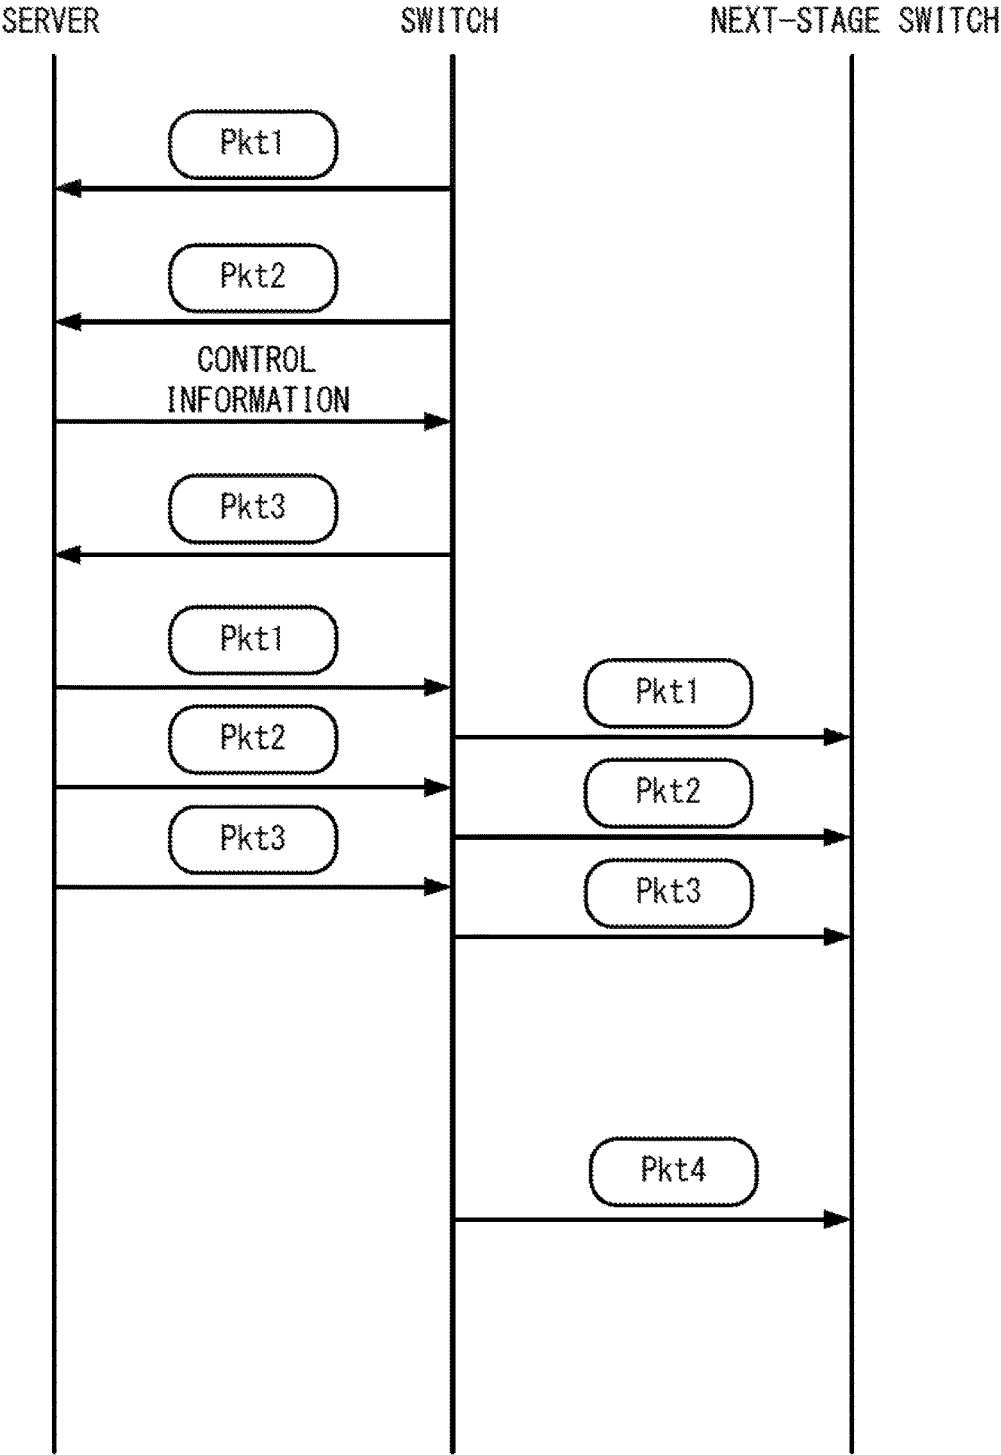 SERVER
SWITCH
NEXT-STAGE SWITCH
Pkt1
Pkt2
CONTROL
INFORMATION
Pkt3
Pkt1
Pkt1
Pkt2
Pkt2
Pkt3
Pkt3
Pkt4